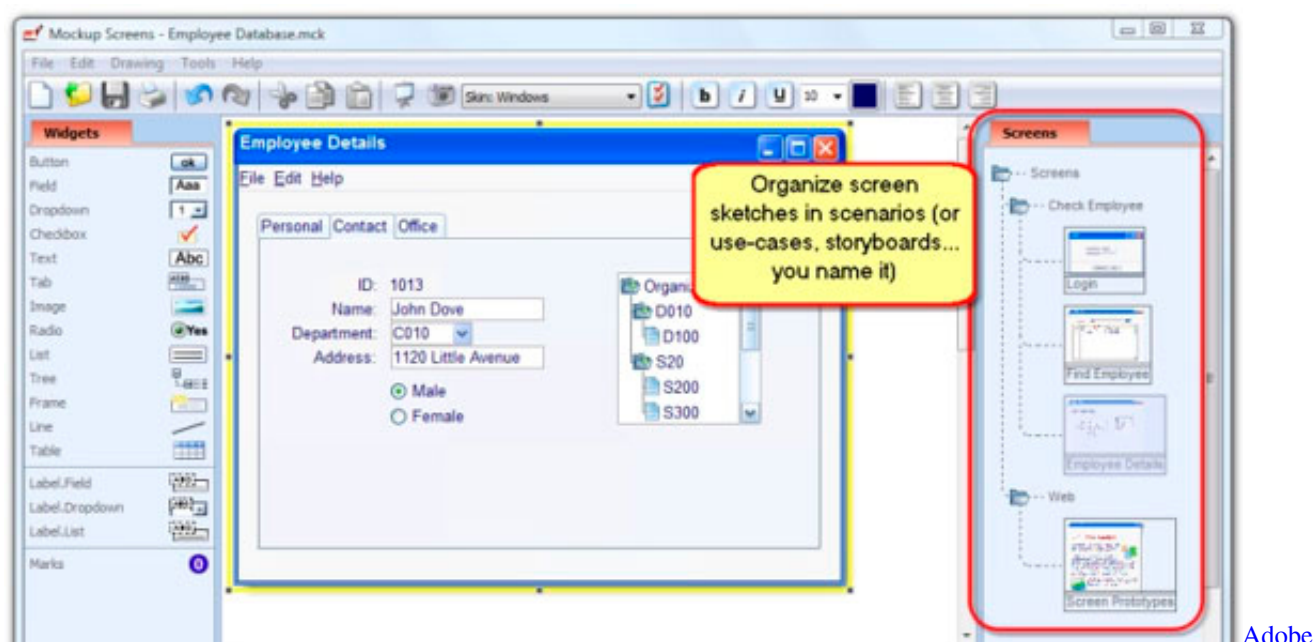 Mockup Screens - Employee Database.mck
File Edit Drawing Tools Help
Skin: Windows b i U 10
Widgets
Button ok
Field Aaa
Dropdown 1
Checkbox
Text Abc
Tab
Image
Radio Yes
List
Tree
Frame
Line
Table
Label.Field
Label.Dropdown
Label.List
Marks 0
Employee Details
File Edit Help
Personal Contact Office
ID: 1013
Name: John Dove
Department: C010
Address: 1120 Little Avenue
Male
Female
Organiz
D010
D100
S20
S200
S300
Organize screen
sketches in scenarios (or
use-cases, storyboards...
you name it)
Screens
Screens
Check Employee
Login
Find Employee
Employee Details
Web
Screen Prototypes
Adobe